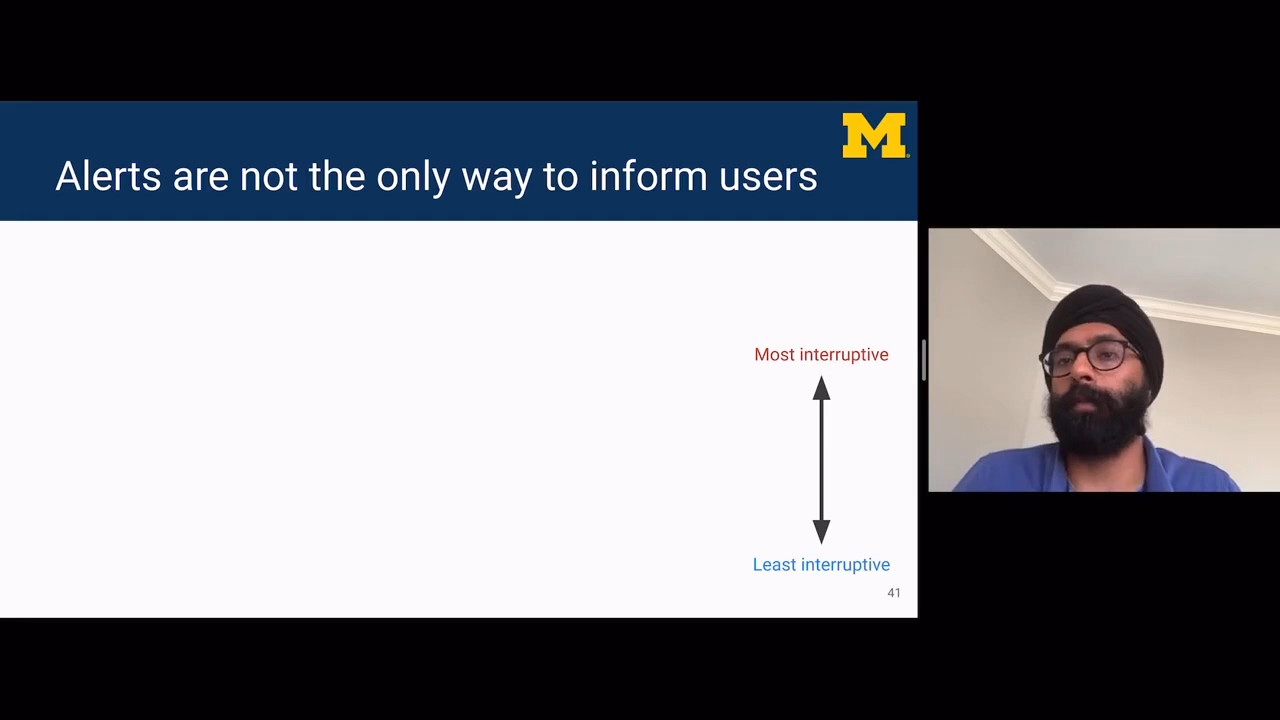 M
Alerts are not the only way to inform users
Most interruptive
Least interruptive
41